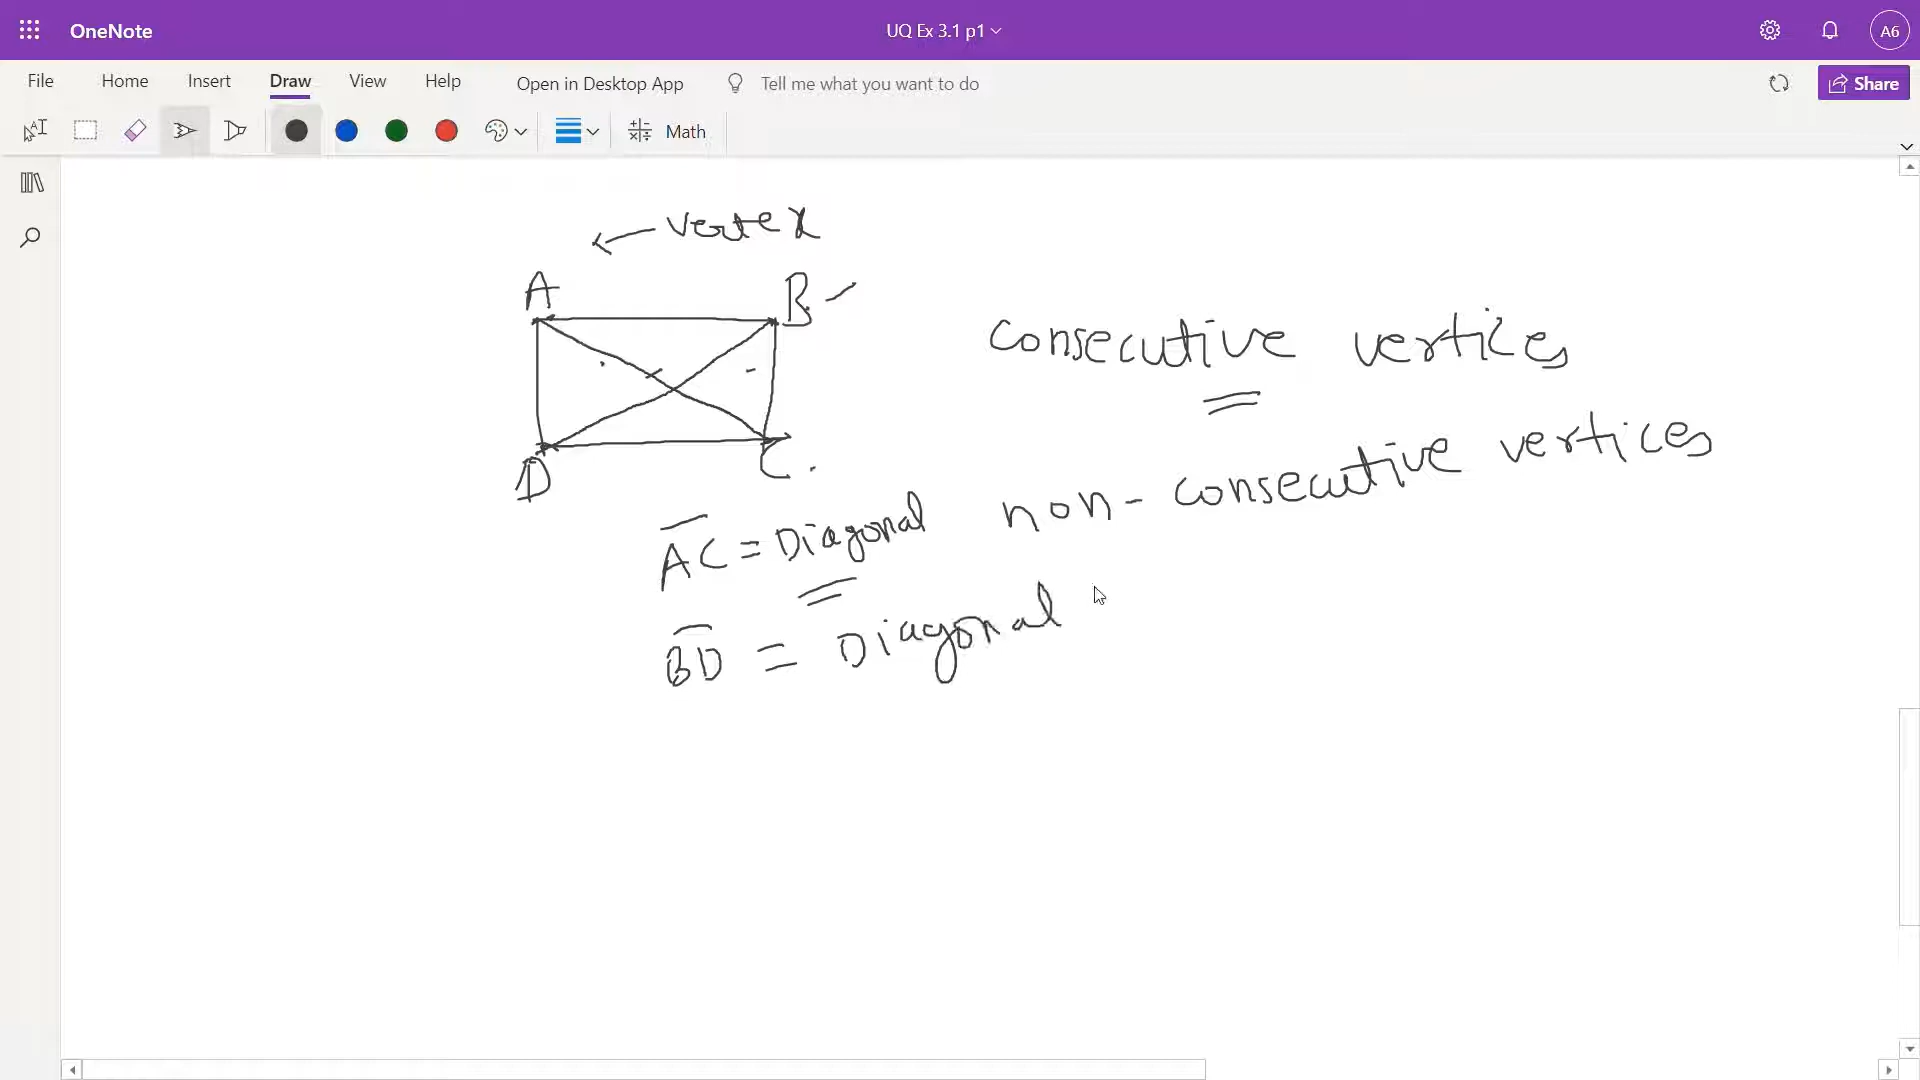 OneNote
UQ Ex 3.1 p1
A6
File Home Insert Draw View Help Open in Desktop App Tell me what you want to do
Share
Math
← vertex
A
B
consecutive vertices
D
C.
non-consecutive vertices
AC = Diagonal
BD = Diagonal